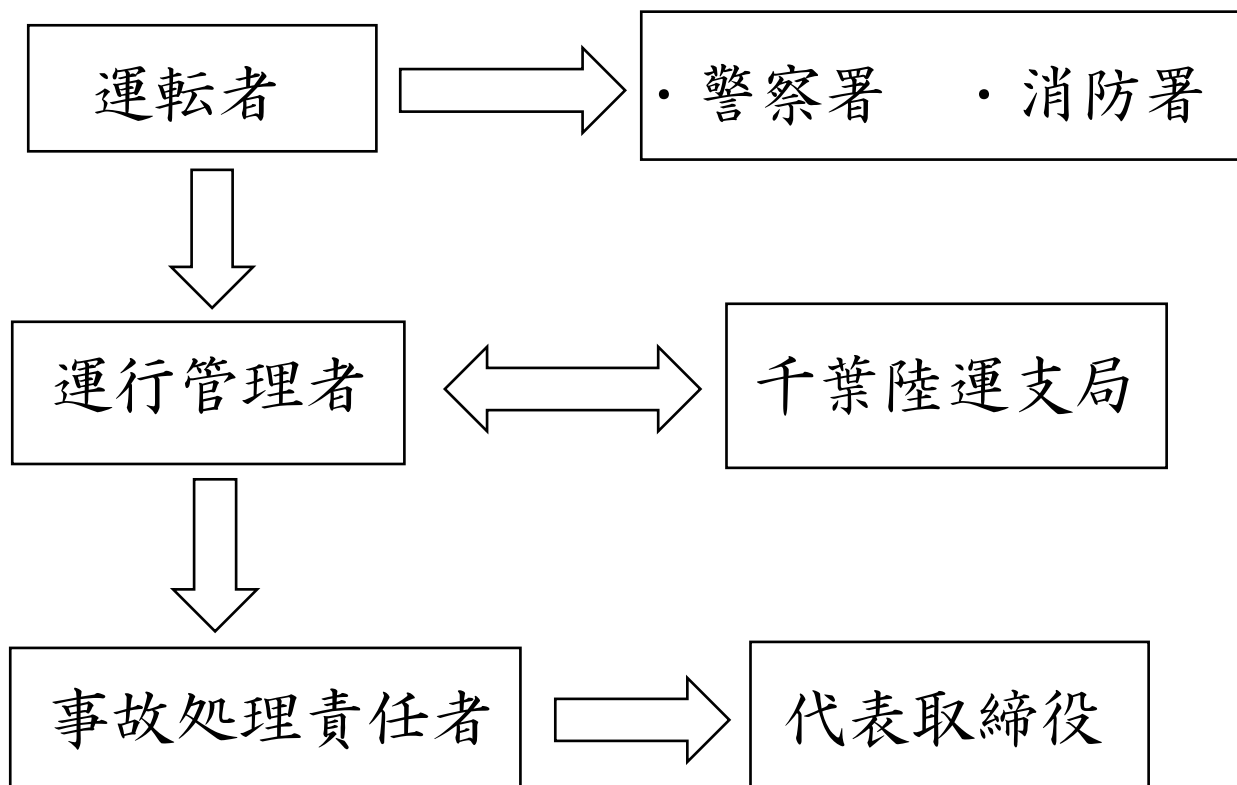 運転者
・警察署　・消防署
運行管理者
千葉陸運支局
事故処理責任者
代表取締役